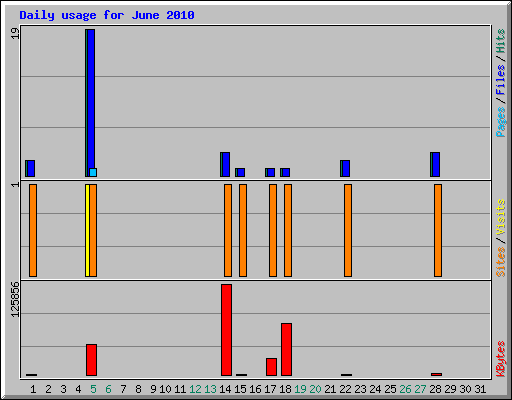 Daily usage for June 2010
19
Pages / Files / Hits
1
Sites / Visits
125856
KBytes
1 2 3 4 5 6 7 8 9 10 11 12 13 14 15 16 17 18 19 20 21 22 23 24 25 26 27 28 29 30 31